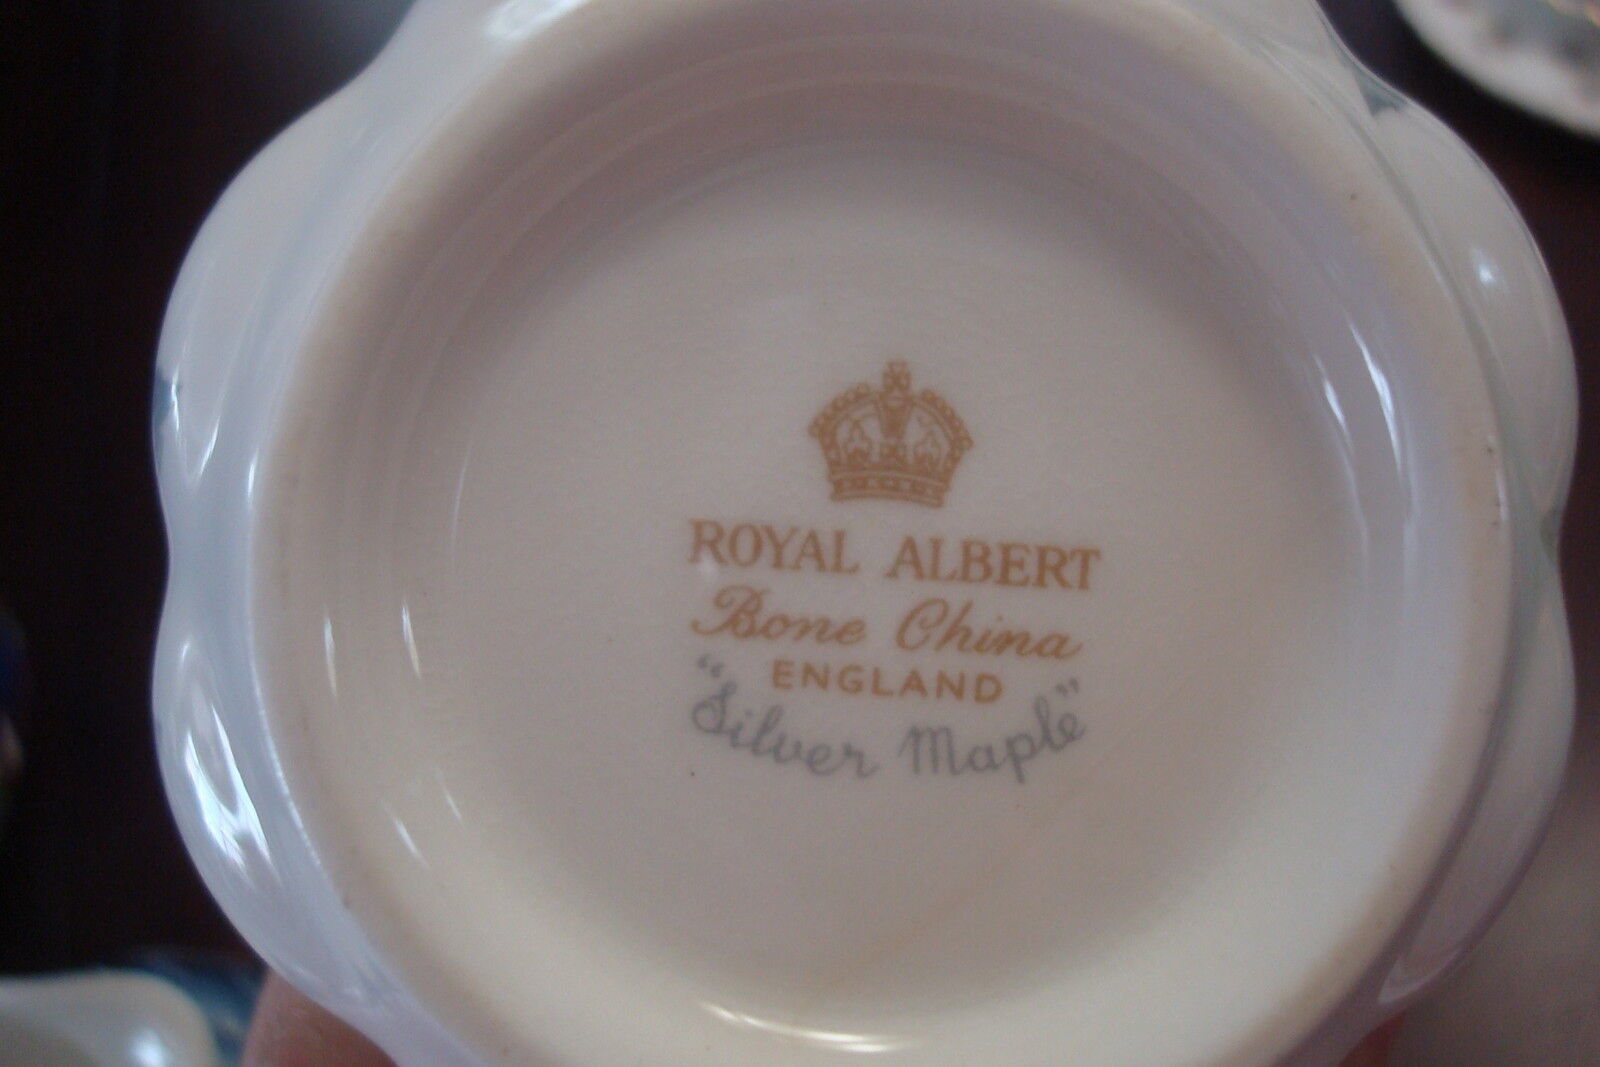 ROYAL ALBERT
Bone China
ENGLAND
"Silver Maple"